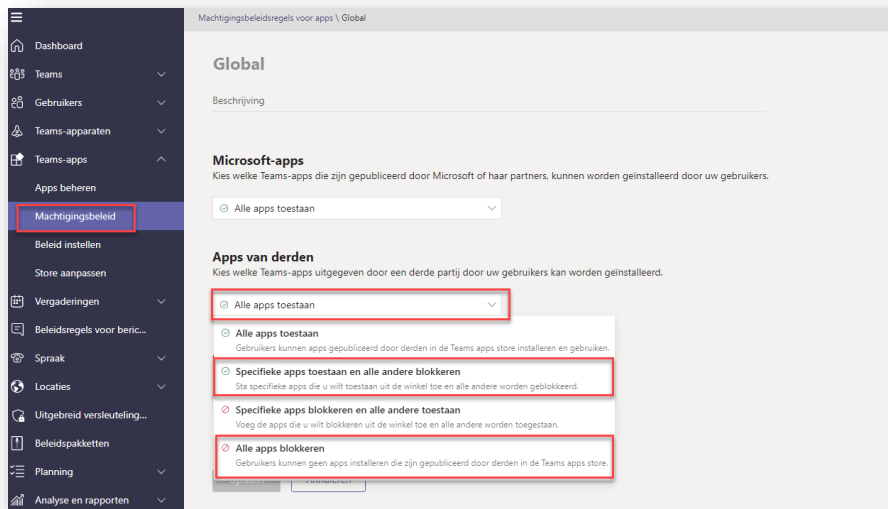 Machtigingsbeleidsregels voor apps \ Global
Dashboard
Teams
Gebruikers
Teams-apparaten
Teams-apps
Apps beheren
Machtigingsbeleid
Beleid instellen
Store aanpassen
Vergaderingen
Beleidsregels voor beric...
Spraak
Locaties
Uitgebreid versleuteling...
Beleidspakketten
Planning
Analyse en rapporten
Global
Beschrijving
Microsoft-apps
Kies welke Teams-apps die zijn gepubliceerd door Microsoft of haar partners, kunnen worden geïnstalleerd door uw gebruikers.
Alle apps toestaan
Apps van derden
Kies welke Teams-apps uitgegeven door een derde partij door uw gebruikers kan worden geïnstalleerd.
Alle apps toestaan
Alle apps toestaan
Gebruikers kunnen apps gepubliceerd door derden in de Teams apps store installeren en gebruiken.
Specifieke apps toestaan en alle andere blokkeren
Sta specifieke apps die u wilt toestaan uit de winkel toe en alle andere worden geblokkeerd.
Specifieke apps blokkeren en alle andere toestaan
Voeg de apps die u wilt blokkeren uit de winkel toe en alle andere worden toegestaan.
Alle apps blokkeren
Gebruikers kunnen geen apps installeren die zijn gepubliceerd door derden in de Teams apps store.
Opslaan
Annuleren